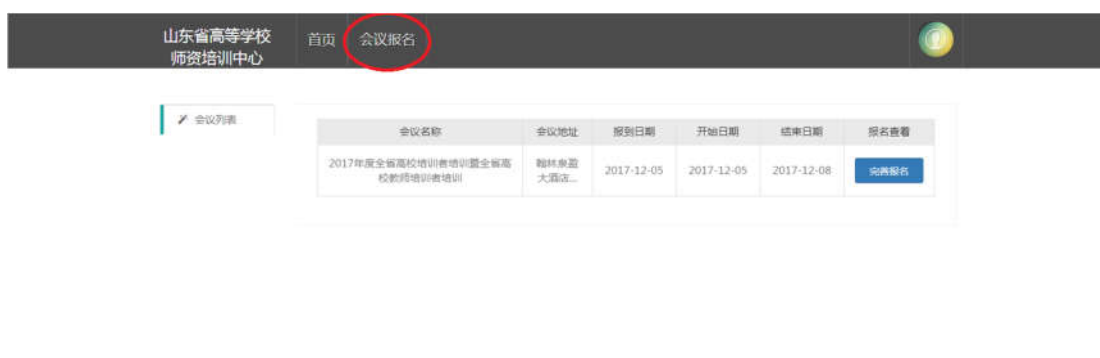 山东省高等学校
师资培训中心
首页
会议报名
会议列表
会议名称 会议地址 报到日期 开始日期 结束日期 报名查看
2017年度全省高校培训者培训暨全省高
校教师培训者培训
翰林泉盈
大酒店...
2017-12-05 2017-12-05 2017-12-08 完善报名